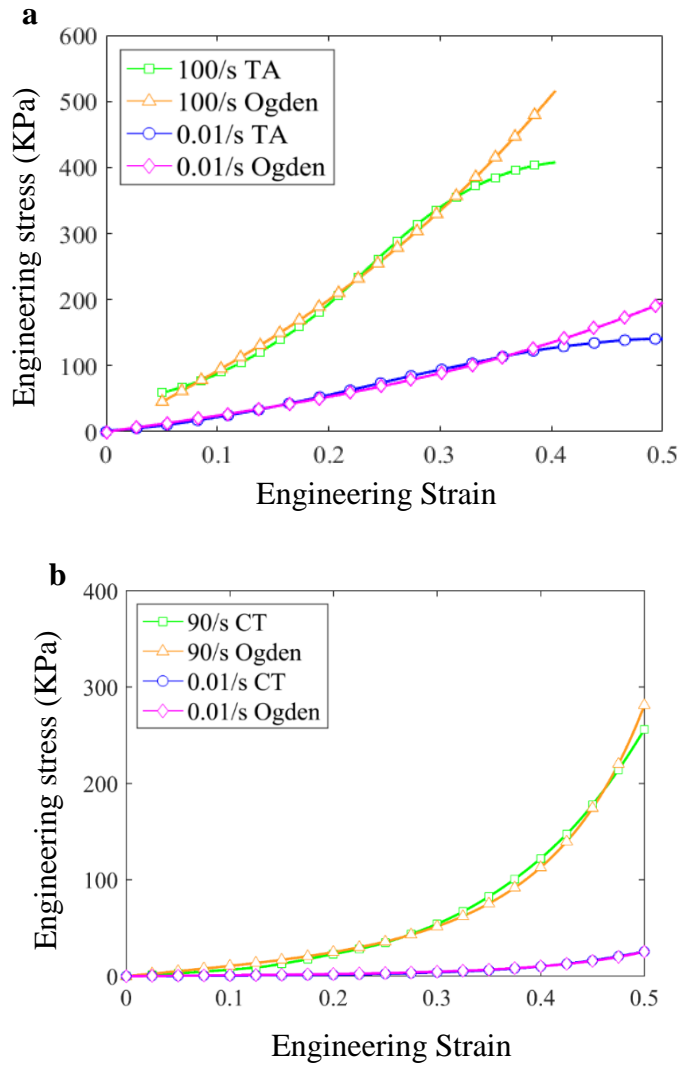 a
600
500
400
300
200
100
0
Engineering stress (KPa)
100/s TA
100/s Ogden
0.01/s TA
0.01/s Ogden
0 0.1 0.2 0.3 0.4 0.5
Engineering Strain
b
400
300
200
100
0
Engineering stress (KPa)
90/s CT
90/s Ogden
0.01/s CT
0.01/s Ogden
0 0.1 0.2 0.3 0.4 0.5
Engineering Strain